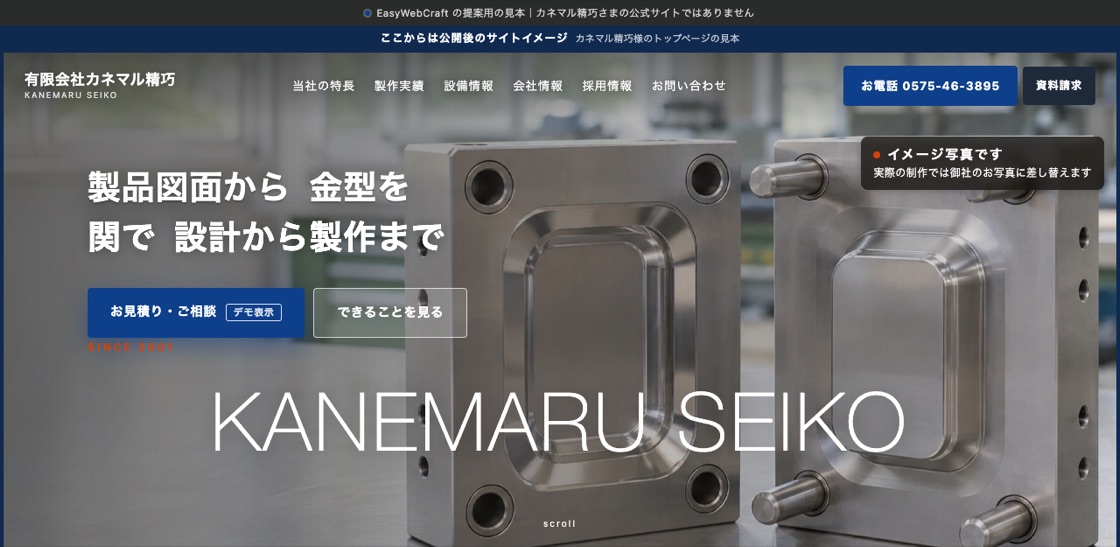 EasyWebCraft の提案用の見本｜カネマル精巧さまの公式サイトではありません
ここからは公開後のサイトイメージ カネマル精巧様のトップページの見本
有限会社カネマル精巧
KANEMARU SEIKO
当社の特長 製作実績 設備情報 会社情報 採用情報 お問い合わせ
お電話 0575-46-3895
資料請求
イメージ写真です
実際の制作では御社のお写真に差し替えます
製品図面から 金型を
関で 設計から製作まで
お見積り・ご相談 デモ表示
できることを見る
SINCE
KANEMARU SEIKO
scroll